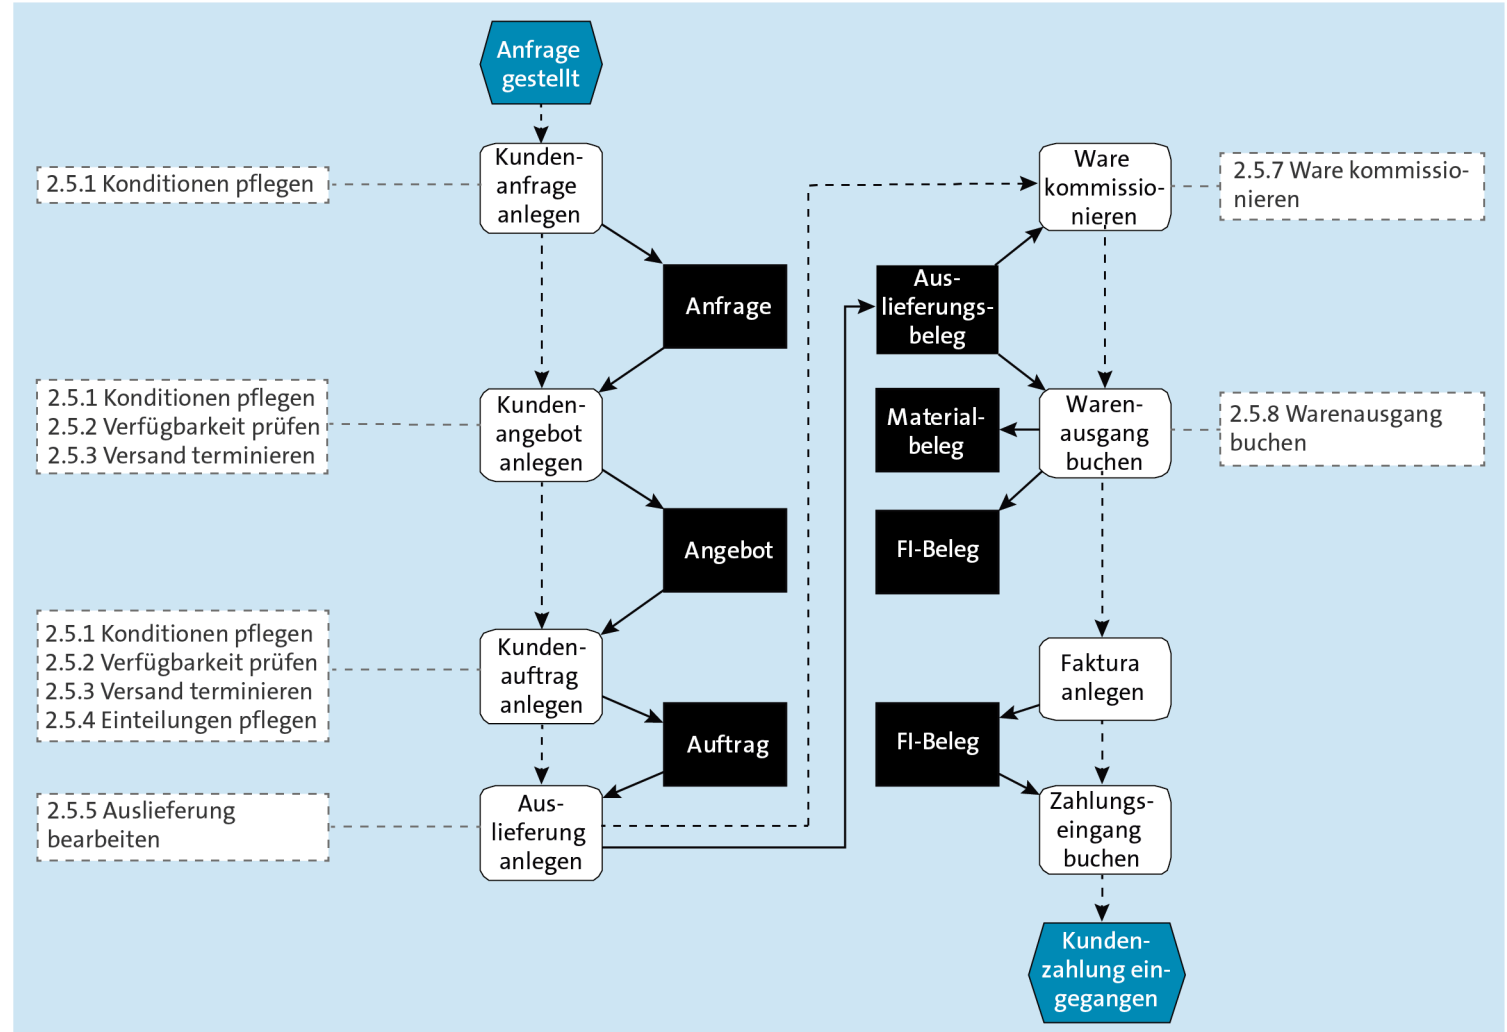 Anfrage
gestellt
2.5.1 Konditionen pflegen
Kunden-
anfrage
anlegen
Anfrage
2.5.1 Konditionen pflegen
2.5.2 Verfügbarkeit prüfen
2.5.3 Versand terminieren
Kunden-
angebot
anlegen
Angebot
2.5.1 Konditionen pflegen
2.5.2 Verfügbarkeit prüfen
2.5.3 Versand terminieren
2.5.4 Einteilungen pflegen
Kunden-
auftrag
anlegen
Auftrag
2.5.5 Auslieferung
bearbeiten
Aus-
lieferung
anlegen
Ware
kommissio-
nieren
2.5.7 Ware kommissio-
nieren
Aus-
lieferungs-
beleg
Material-
beleg
Waren-
ausgang
buchen
2.5.8 Warenausgang
buchen
FI-Beleg
Faktura
anlegen
FI-Beleg
Zahlungs-
eingang
buchen
Kunden-
zahlung ein-
gegangen